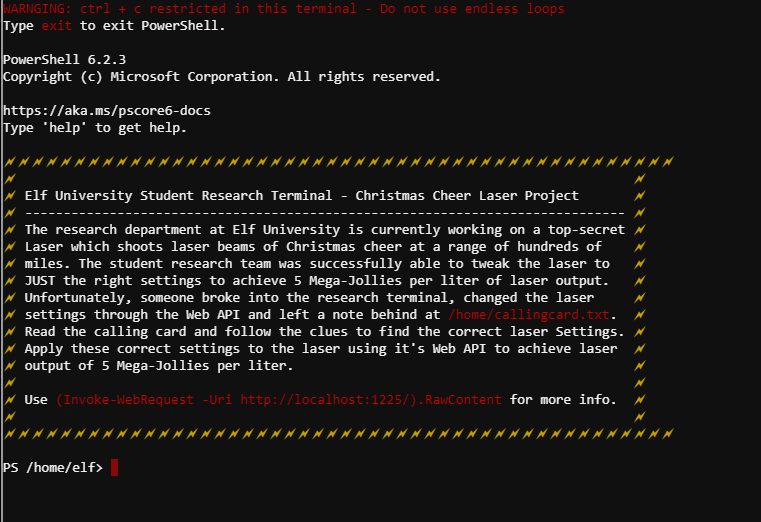 WARNGING: ctrl + c restricted in this terminal - Do not use endless loops
Type exit to exit PowerShell.
PowerShell 6.2.3
Copyright (c) Microsoft Corporation. All rights reserved.
https://aka.ms/pscore6-docs
Type 'help' to get help.
Elf University Student Research Terminal - Christmas Cheer Laser Project
------------------------------------------------------------------------------
The research department at Elf University is currently working on a top-secret
Laser which shoots laser beams of Christmas cheer at a range of hundreds of
miles. The student research team was successfully able to tweak the laser to
JUST the right settings to achieve 5 Mega-Jollies per liter of laser output.
Unfortunately, someone broke into the research terminal, changed the laser
settings through the Web API and left a note behind at /home/callingcard.txt.
Read the calling card and follow the clues to find the correct laser Settings.
Apply these correct settings to the laser using it's Web API to achieve laser
output of 5 Mega-Jollies per liter.
Use (Invoke-WebRequest -Uri http://localhost:1225/).RawContent for more info.
PS /home/elf>